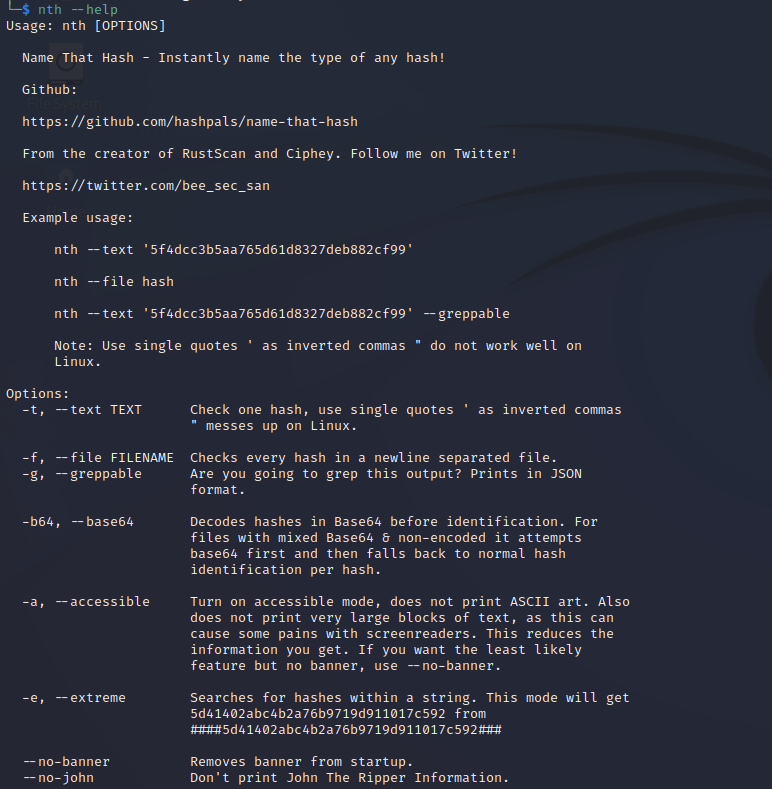 └─$ nth --help
Usage: nth [OPTIONS]
Name That Hash - Instantly name the type of any hash!
Github:
https://github.com/hashpals/name-that-hash
From the creator of RustScan and Ciphey. Follow me on Twitter!
https://twitter.com/bee_sec_san
Example usage:
nth --text '5f4dcc3b5aa765d61d8327deb882cf99'
nth --file hash
nth --text '5f4dcc3b5aa765d61d8327deb882cf99' --greppable
Note: Use single quotes ' as inverted commas " do not work well on
Linux.
Options:
-t, --text TEXT      Check one hash, use single quotes ' as inverted commas
" messes up on Linux.
-f, --file FILENAME  Checks every hash in a newline separated file.
-g, --greppable      Are you going to grep this output? Prints in JSON
format.
-b64, --base64       Decodes hashes in Base64 before identification. For
files with mixed Base64 & non-encoded it attempts
base64 first and then falls back to normal hash
identification per hash.
-a, --accessible     Turn on accessible mode, does not print ASCII art. Also
does not print very large blocks of text, as this can
cause some pains with screenreaders. This reduces the
information you get. If you want the least likely
feature but no banner, use --no-banner.
-e, --extreme        Searches for hashes within a string. This mode will get
5d41402abc4b2a76b9719d911017c592 from
####5d41402abc4b2a76b9719d911017c592###
--no-banner          Removes banner from startup.
--no-john            Don't print John The Ripper Information.
File System